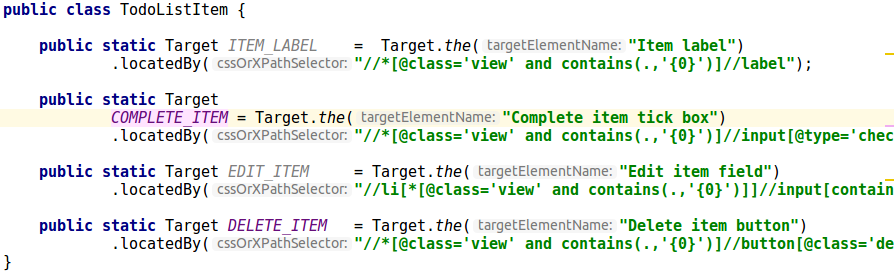 public class TodoListItem {
public static Target ITEM_LABEL = Target.the( targetElementName: "Item label")
.locatedBy( cssOrXPathSelector: "//*[@class='view' and contains(.,'{0}')]//label");
public static Target
COMPLETE_ITEM = Target.the( targetElementName: "Complete item tick box")
.locatedBy( cssOrXPathSelector: "//*[@class='view' and contains(.,'{0}')]//input[@type='chec
public static Target EDIT_ITEM = Target.the( targetElementName: "Edit item field")
.locatedBy( cssOrXPathSelector: "//li[*[@class='view' and contains(.,'{0}')]]//input[contain
public static Target DELETE_ITEM = Target.the( targetElementName: "Delete item button")
.locatedBy( cssOrXPathSelector: "//*[@class='view' and contains(.,'{0}')]//button[@class='de
}